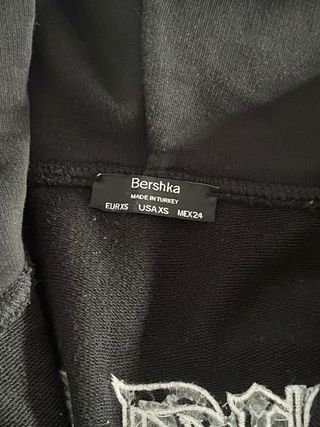 Bershka
MADE IN TURKEY
EUR XS USA XS MEX 24